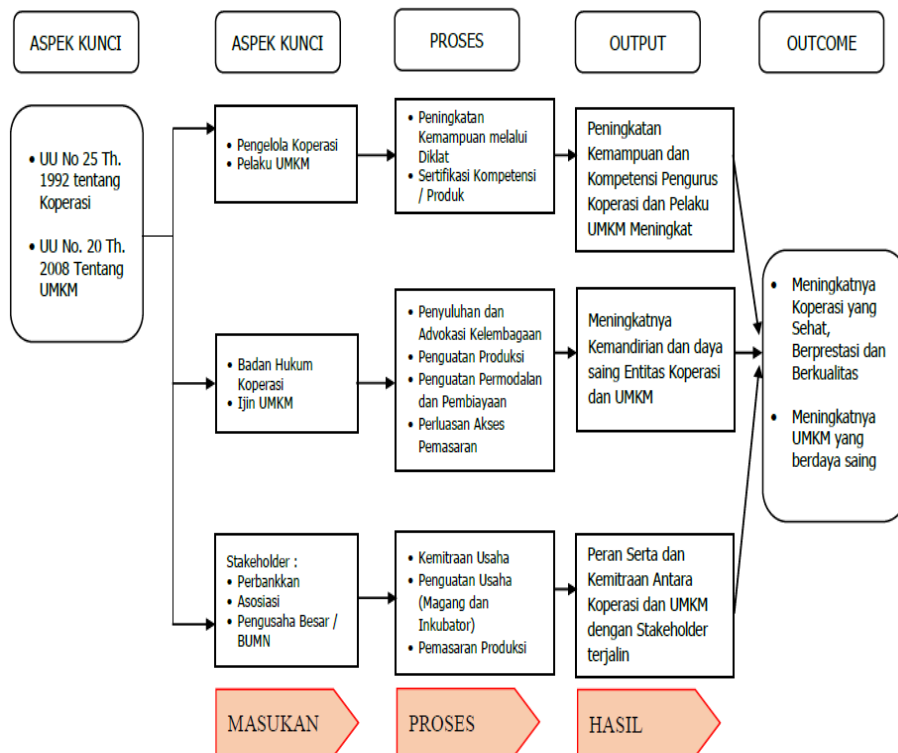 ASPEK KUNCI
ASPEK KUNCI
PROSES
OUTPUT
OUTCOME
• UU No 25 Th.
1992 tentang
Koperasi
• UU No. 20 Th.
2008 Tentang
UMKM
• Pengelola Koperasi
• Pelaku UMKM
• Peningkatan
Kemampuan melalui
Diklat
• Sertifikasi Kompetensi
/ Produk
Peningkatan
Kemampuan dan
Kompetensi Pengurus
Koperasi dan Pelaku
UMKM Meningkat
• Badan Hukum
Koperasi
• Ijin UMKM
• Penyuluhan dan
Advokasi Kelembagaan
• Penguatan Produksi
• Penguatan Permodalan
dan Pembiayaan
• Perluasan Akses
Pemasaran
Meningkatnya
Kemandirian dan daya
saing Entitas Koperasi
dan UMKM
• Meningkatnya
Koperasi yang
Sehat,
Berprestasi dan
Berkualitas
• Meningkatnya
UMKM yang
berdaya saing
Stakeholder :
• Perbankkan
• Asosiasi
• Pengusaha Besar /
BUMN
• Kemitraan Usaha
• Penguatan Usaha
(Magang dan
Inkubator)
• Pemasaran Produksi
Peran Serta dan
Kemitraan Antara
Koperasi dan UMKM
dengan Stakeholder
terjalin
MASUKAN
PROSES
HASIL